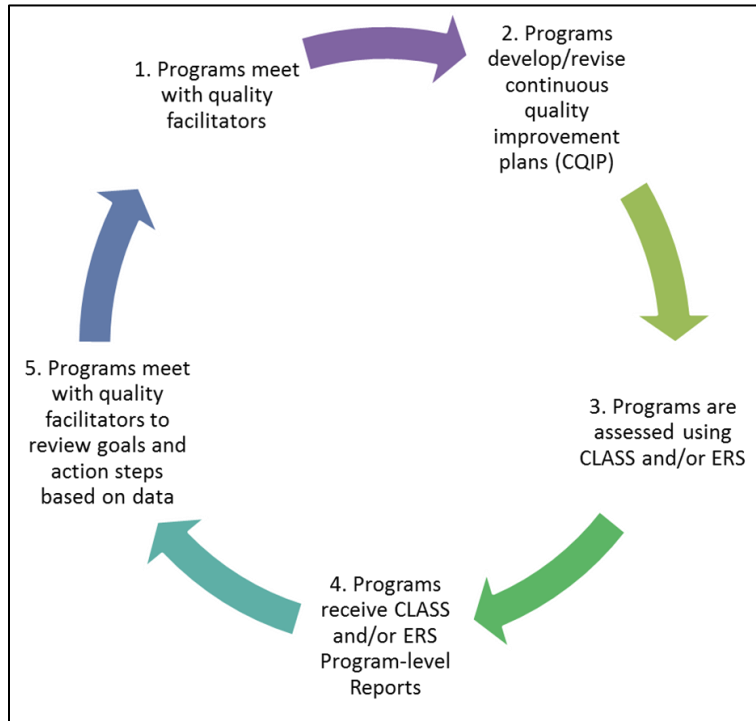 1. Programs meet
with quality
facilitators
2. Programs
develop/revise
continuous
quality
improvement
plans (CQIP)
3. Programs are
assessed using
CLASS and/or ERS
4. Programs
receive CLASS
and/or ERS
Program-level
Reports
5. Programs meet
with quality
facilitators to
review goals and
action steps
based on data